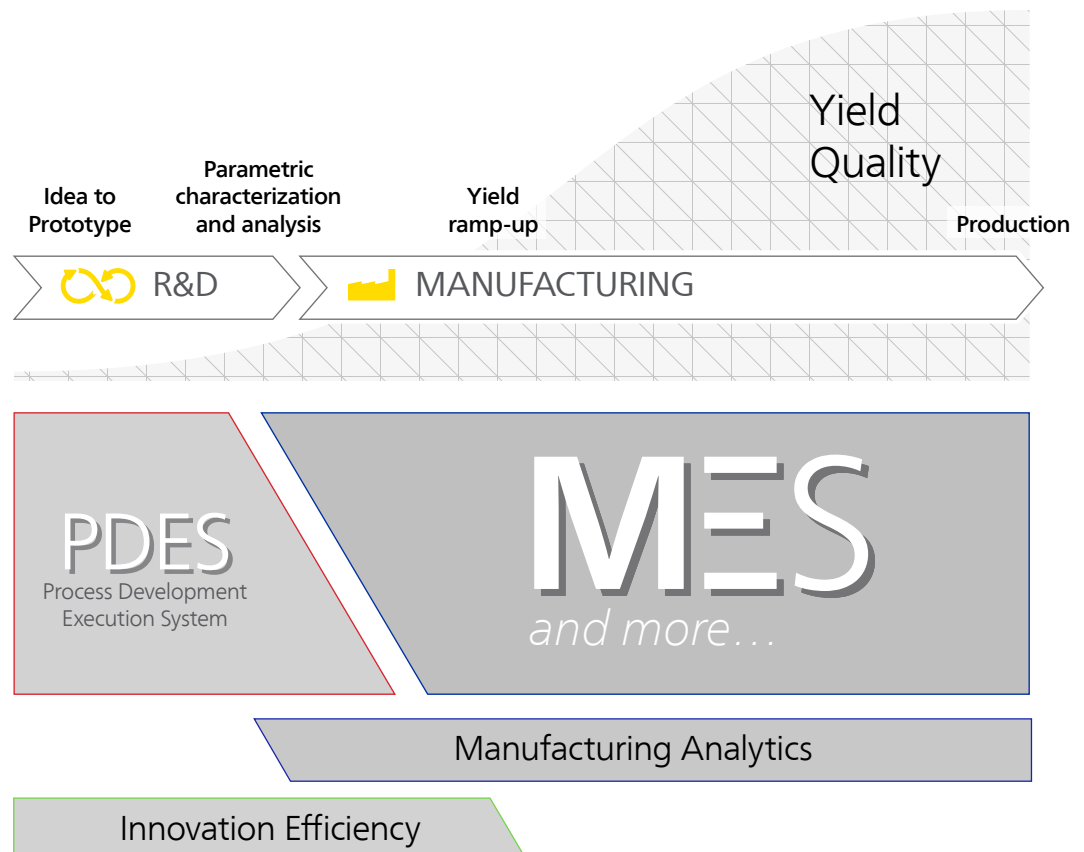 Yield
Quality
Idea to
Prototype
Parametric
characterization
and analysis
Yield
ramp-up
Production
R&D
MANUFACTURING
PDES
Process Development
Execution System
MES
and more…
Manufacturing Analytics
Innovation Efficiency